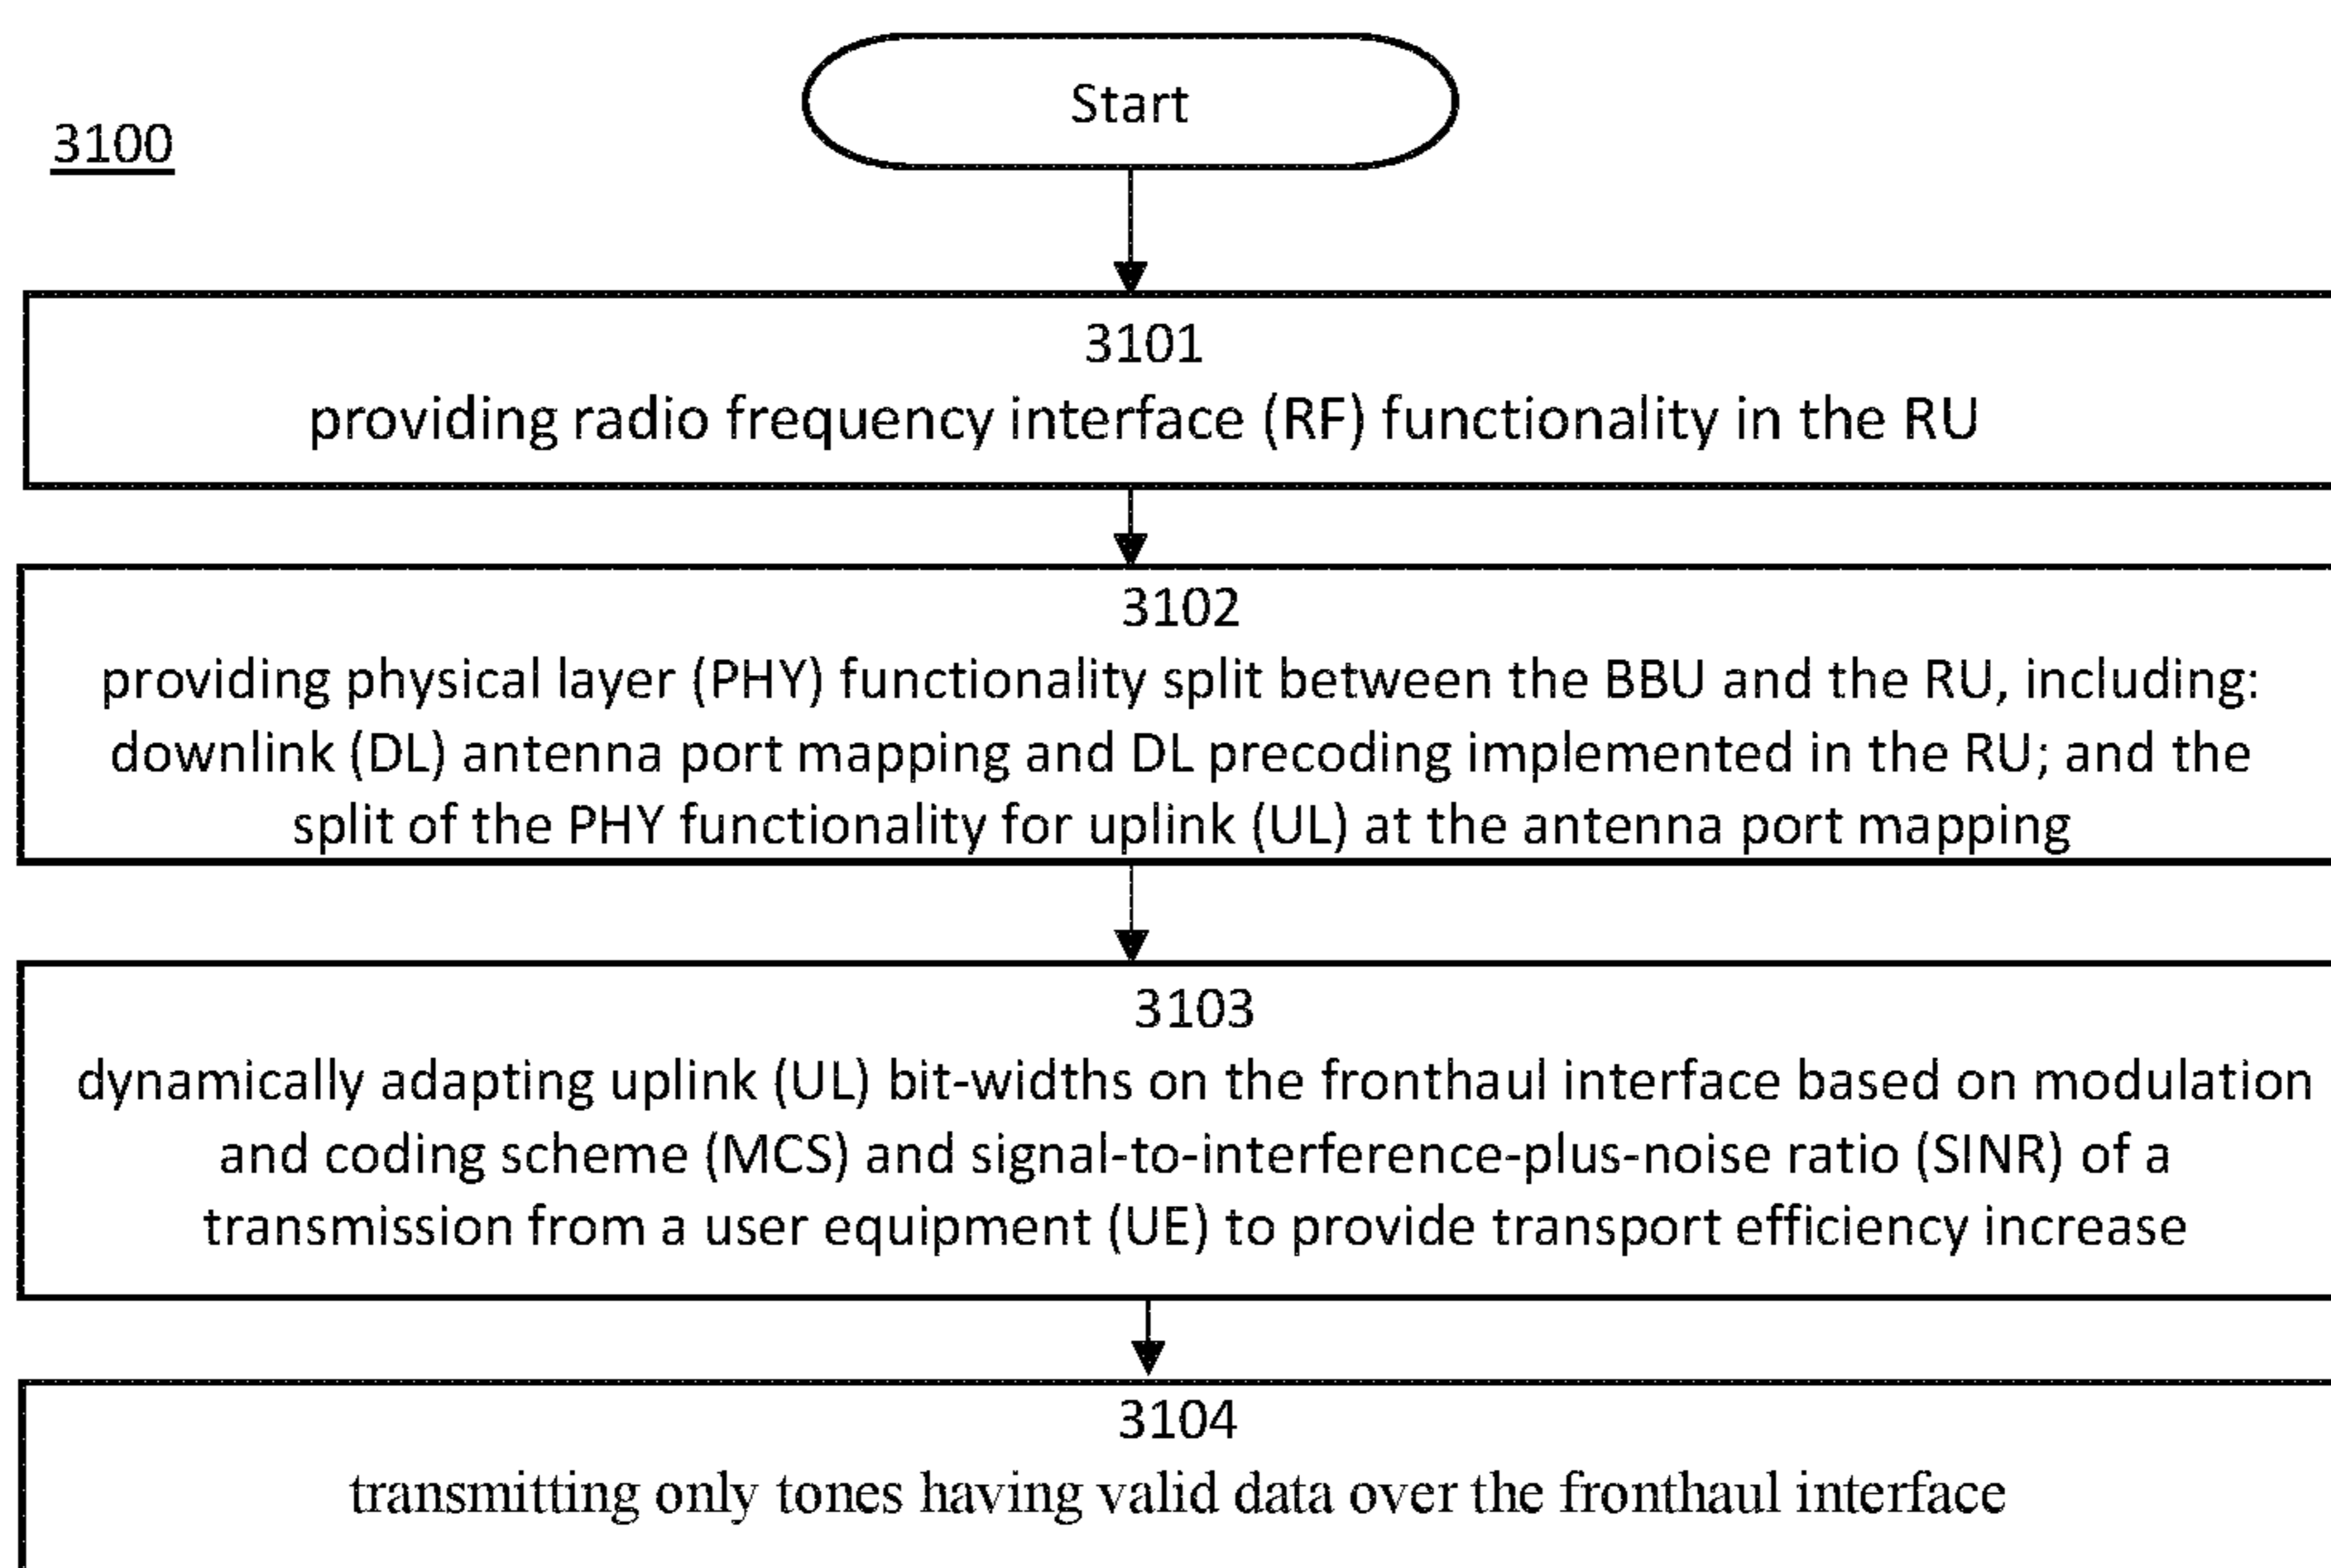 Start
3100
3101
providing radio frequency interface (RF) functionality in the RU
3102
providing physical layer (PHY) functionality split between the BBU and the RU, including:
downlink (DL) antenna port mapping and DL precoding implemented in the RU; and the
split of the PHY functionality for uplink (UL) at the antenna port mapping
3103
dynamically adapting uplink (UL) bit-widths on the fronthaul interface based on modulation
and coding scheme (MCS) and signal-to-interference-plus-noise ratio (SINR) of a
transmission from a user equipment (UE) to provide transport efficiency increase
3104
transmitting only tones having valid data over the fronthaul interface